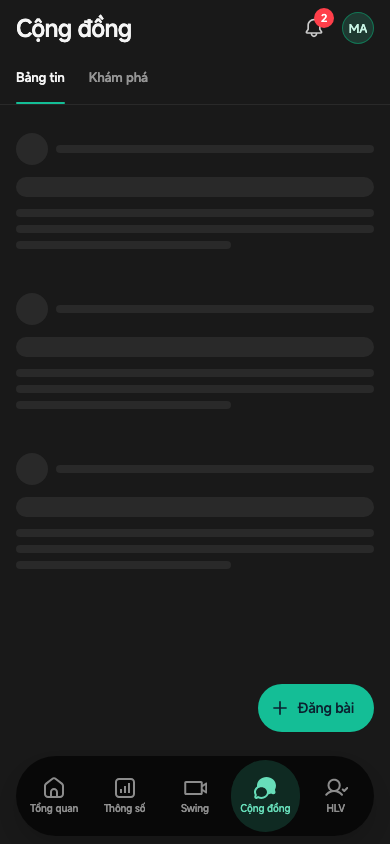 Cộng đồng
2
MA
Bảng tin
Khám phá
Đăng bài
Tổng quan
Thông số
Swing
Cộng đồng
HLV